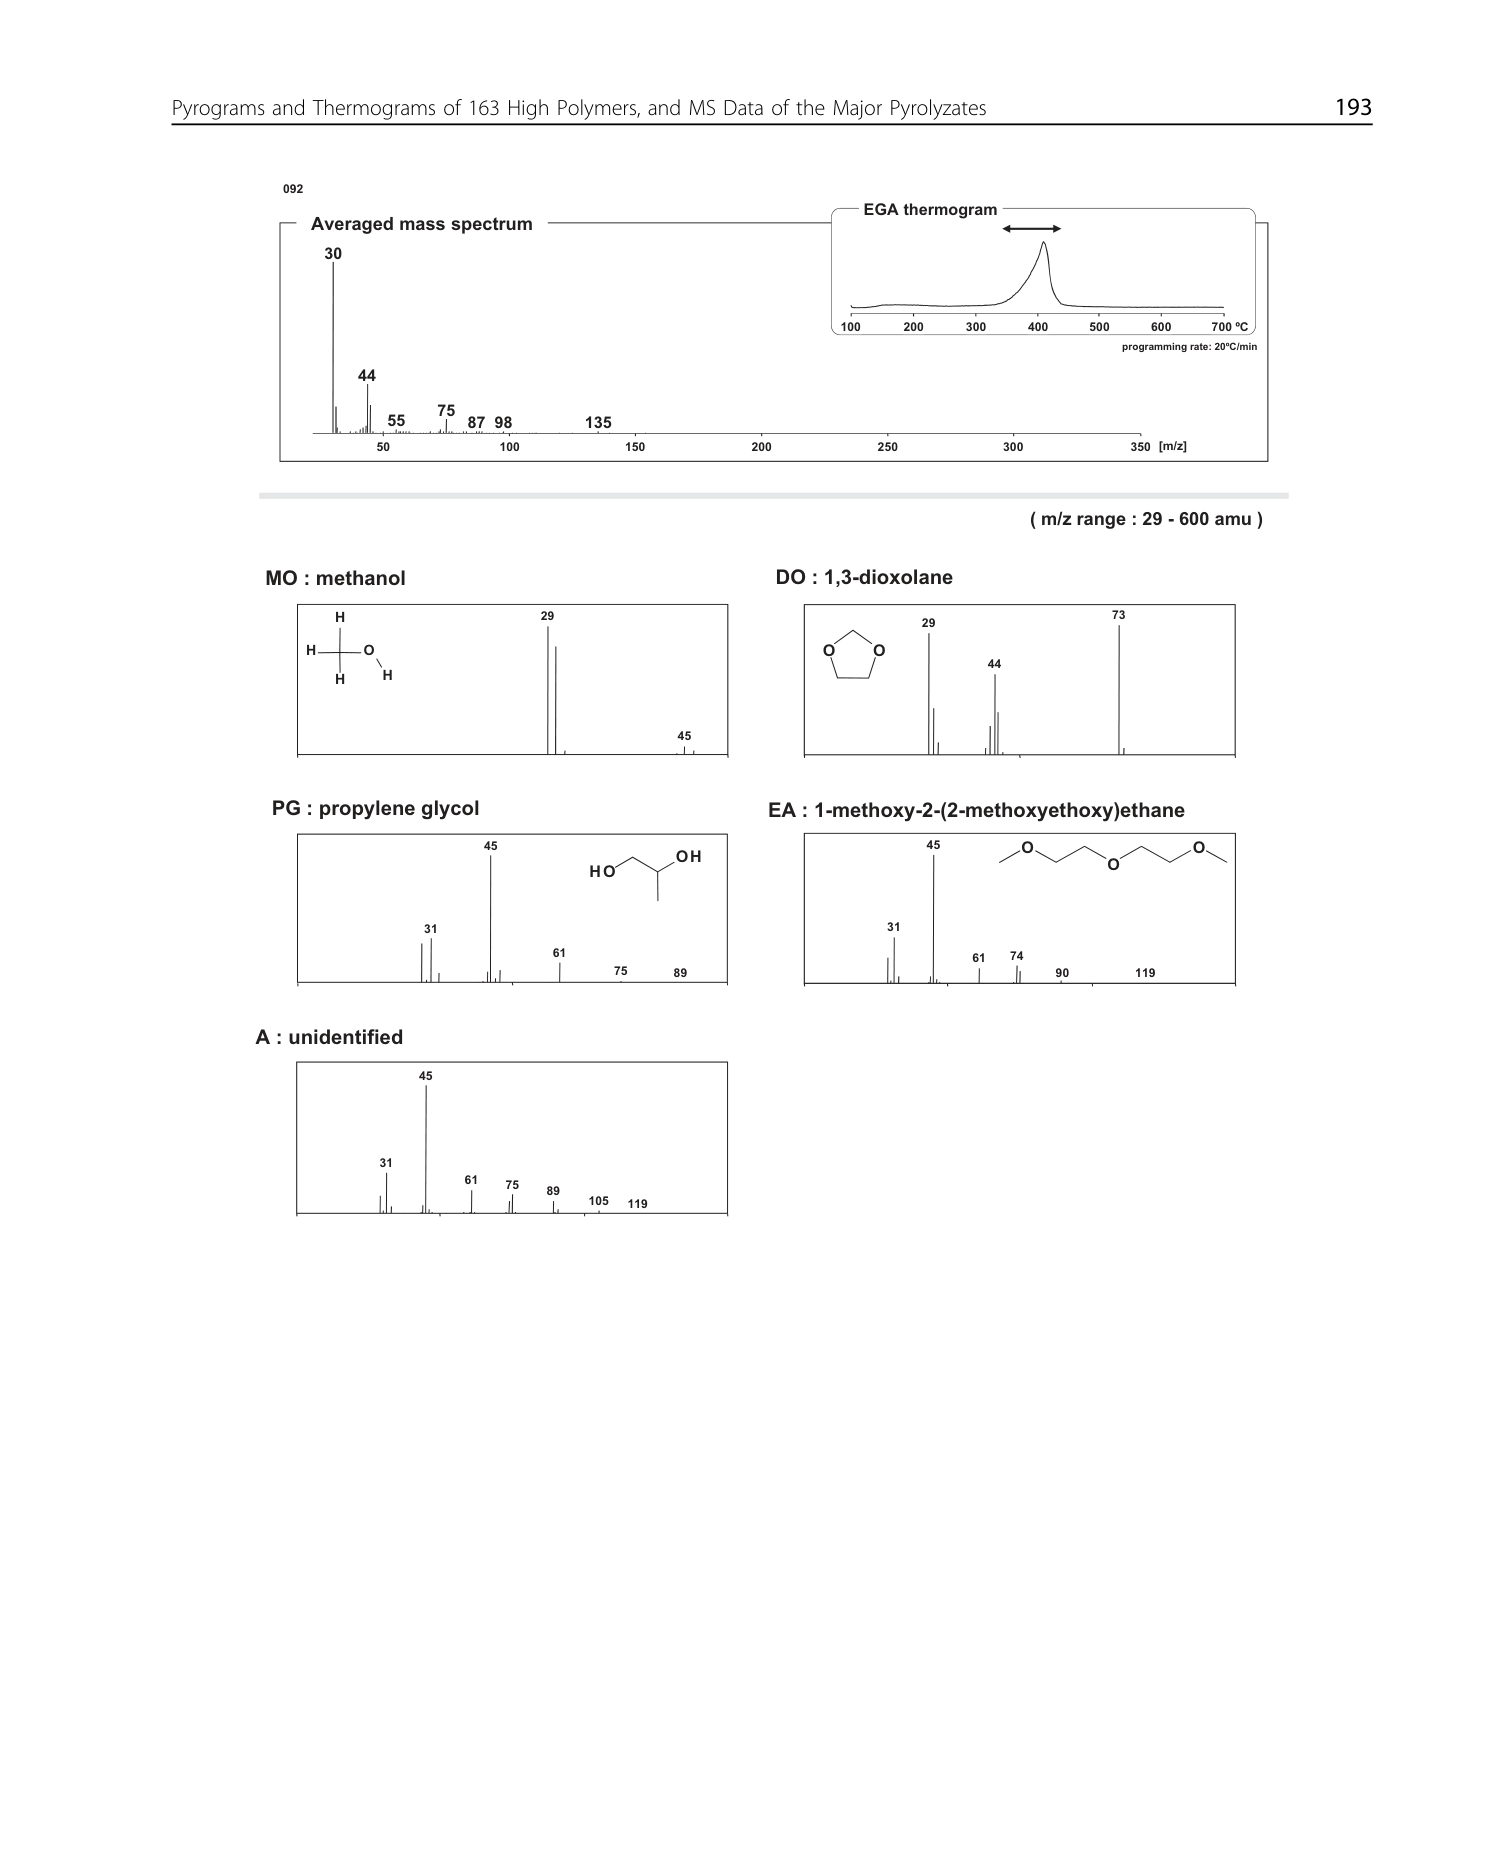 Pyrograms and Thermograms of 163 High Polymers, and MS Data of the Major Pyrolyzates 193
092
Averaged mass spectrum
EGA thermogram
30
44
55
75
87
98
135
50 100 150 200 250 300 350 [m/z]
100 200 300 400 500 600 700 ºC
programming rate: 20ºC/min
( m/z range : 29 - 600 amu )
MO : methanol
H
H
O
H
H
29
45
DO : 1,3-dioxolane
O
O
29
44
73
PG : propylene glycol
45
OH
HO
31
61
75
89
EA : 1-methoxy-2-(2-methoxyethoxy)ethane
45
O
O
O
31
61
74
90
119
A : unidentified
45
31
61
75
89
105
119